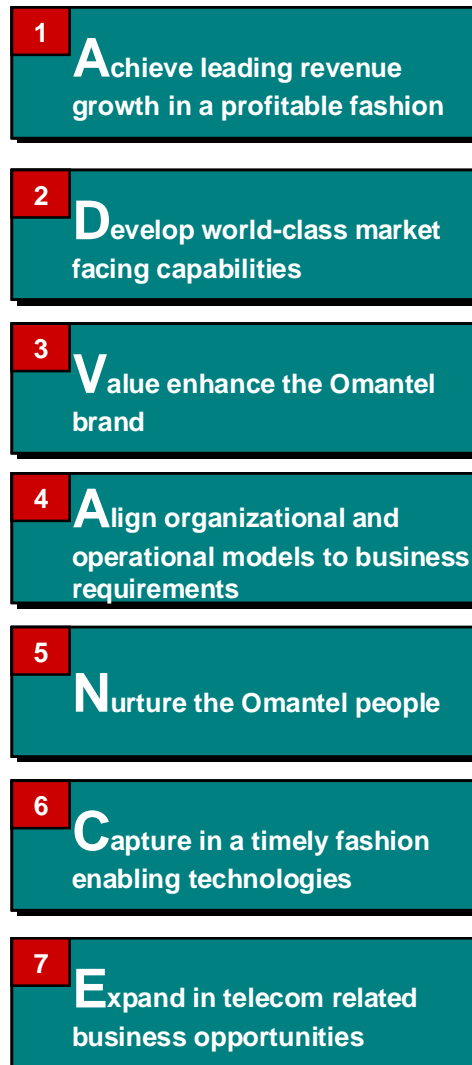 1
Achieve leading revenue
growth in a profitable fashion
2
Develop world-class market
facing capabilities
3
Value enhance the Omantel
brand
4
Align organizational and
operational models to business
requirements
5
Nurture the Omantel people
6
Capture in a timely fashion
enabling technologies
7
Expand in telecom related
business opportunities